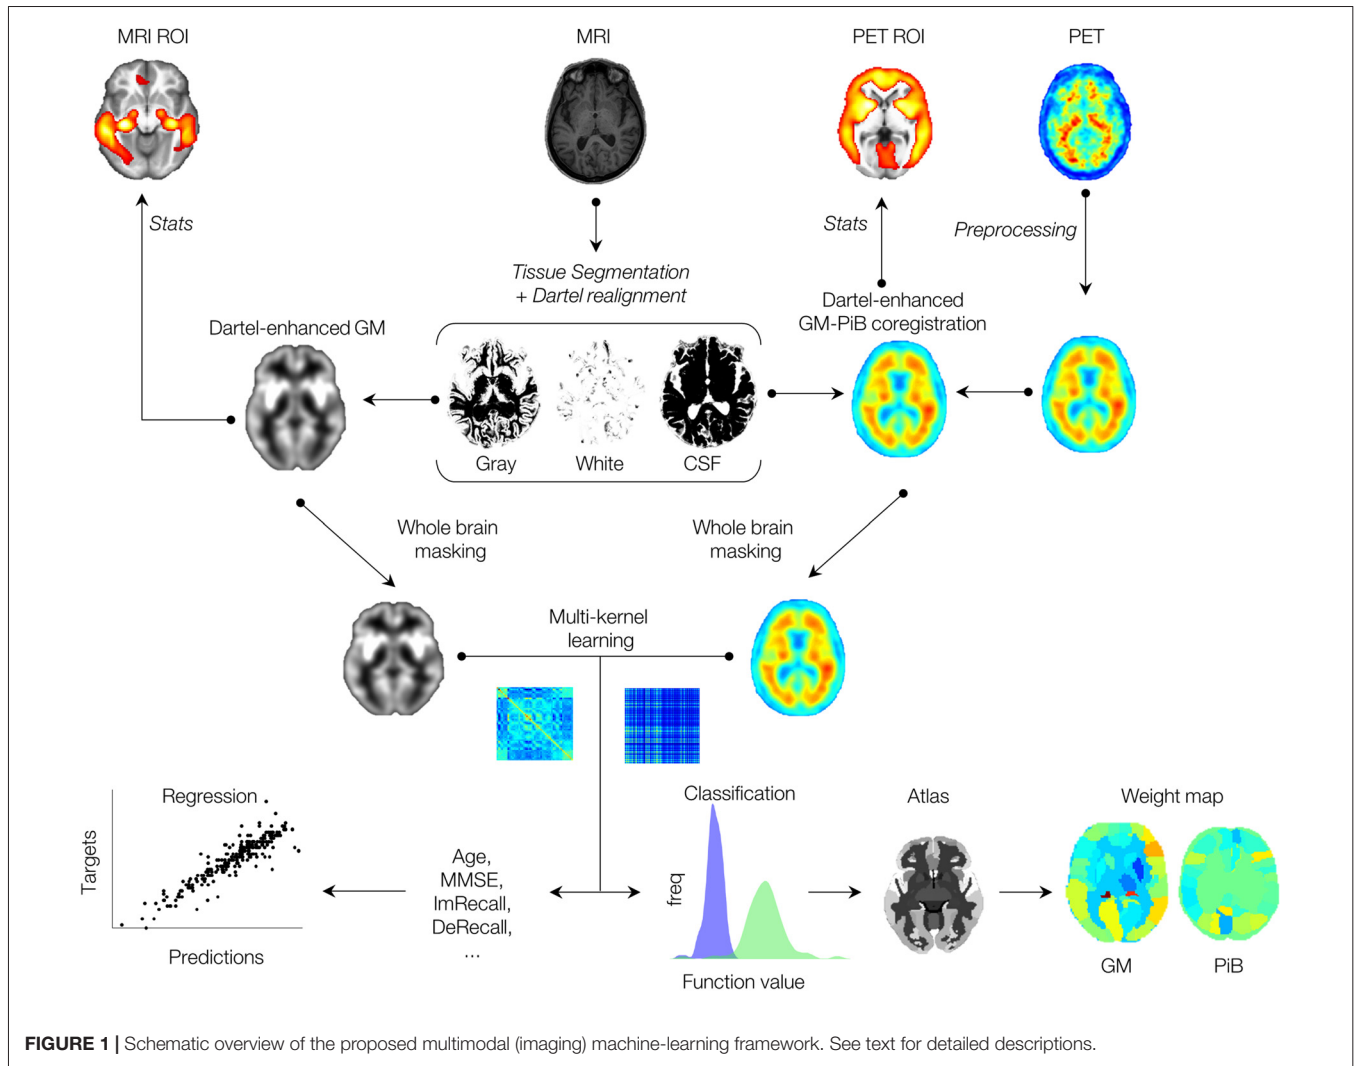 MRI ROI
MRI
PET ROI
PET
Stats
Stats
Preprocessing
Tissue Segmentation
+ Dartel realignment
Dartel-enhanced GM
Dartel-enhanced
GM-PiB coregistration
Gray
White
CSF
Whole brain
masking
Whole brain
masking
Multi-kernel
learning
Regression
Targets
Predictions
Age,
MMSE,
ImRecall,
DeRecall,
...
Classification
freq
Function value
Atlas
Weight map
GM
PiB
FIGURE 1 | Schematic overview of the proposed multimodal (imaging) machine-learning framework. See text for detailed descriptions.